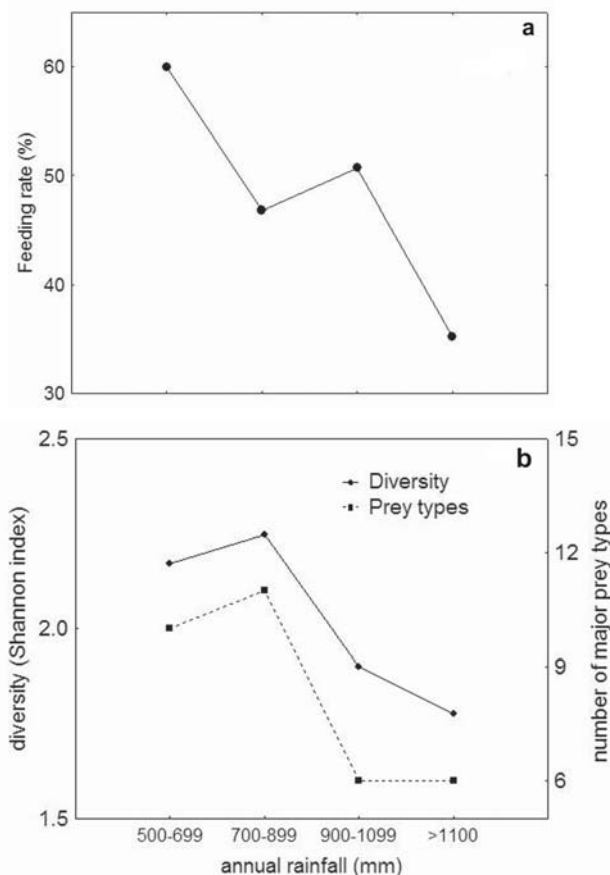 a
60
50
40
30
Feeding rate (%)
b
2.5
2.0
1.5
diversity (Shannon index)
Diversity
Prey types
15
12
9
6
number of major prey types
500-699 700-899 900-1099 >1100
annual rainfall (mm)